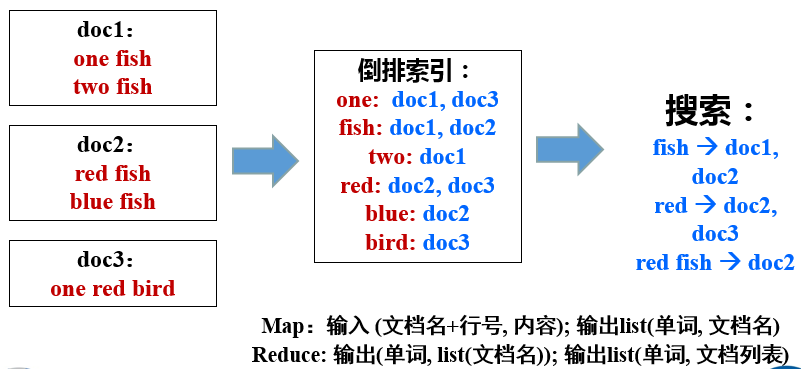 doc1：
one fish
two fish
doc2：
red fish
blue fish
doc3：
one red bird
倒排索引：
one: doc1, doc3
fish: doc1, doc2
two: doc1
red: doc2, doc3
blue: doc2
bird: doc3
搜索：
fish → doc1,
doc2
red → doc2,
doc3
red fish → doc2
Map：输入 (文档名+行号, 内容); 输出list(单词, 文档名)
Reduce: 输出(单词, list(文档名)); 输出list(单词, 文档列表)